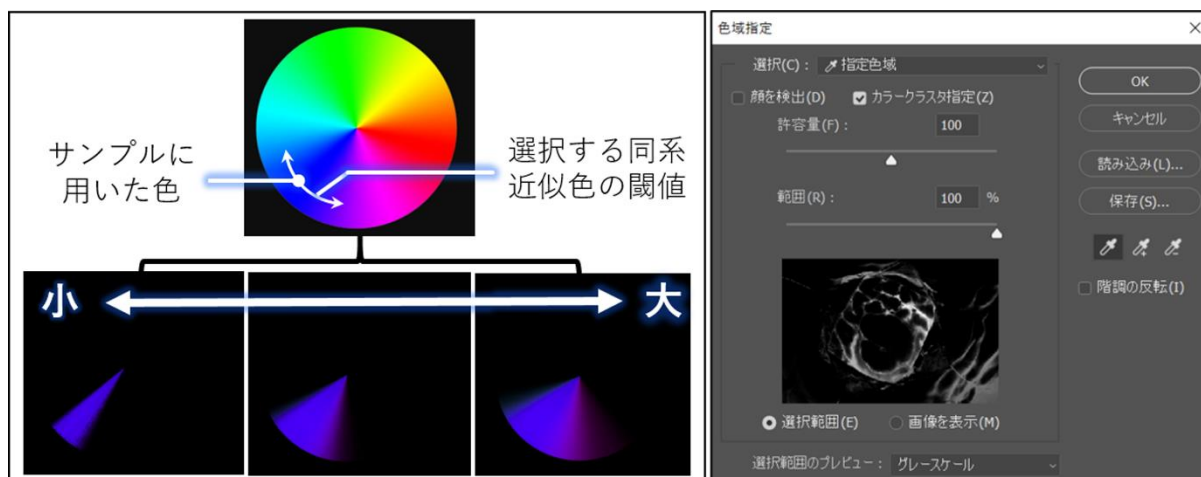 サンプルに
用いた色
選択する同系
近似色の閾値
小
大
色域指定
選択(C)：
指定色域
顔を検出(D)
カラークラスタ指定(Z)
許容量(F)：
100
範囲(R)：
100 %
選択範囲(E)
画像を表示(M)
選択範囲のプレビュー：
グレースケール
OK
キャンセル
読み込み(L)...
保存(S)...
階調の反転(I)